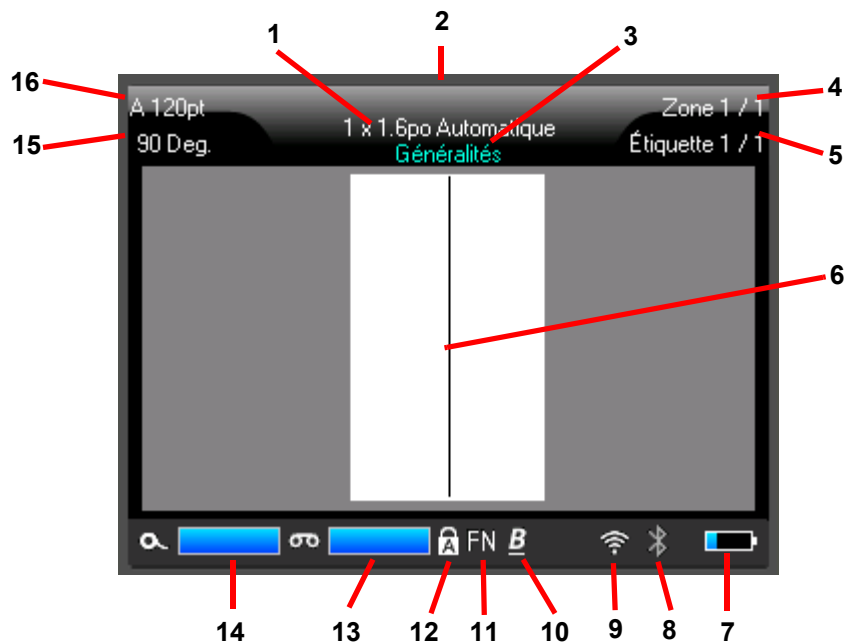 1
2
3
16
A 120pt
Zone 1 / 1
4
1 x 1.6po Automatique
15
90 Deg.
Généralités
Étiquette 1 / 1
5
6
A
FN
B
14
13
12
11
10
9
8
7